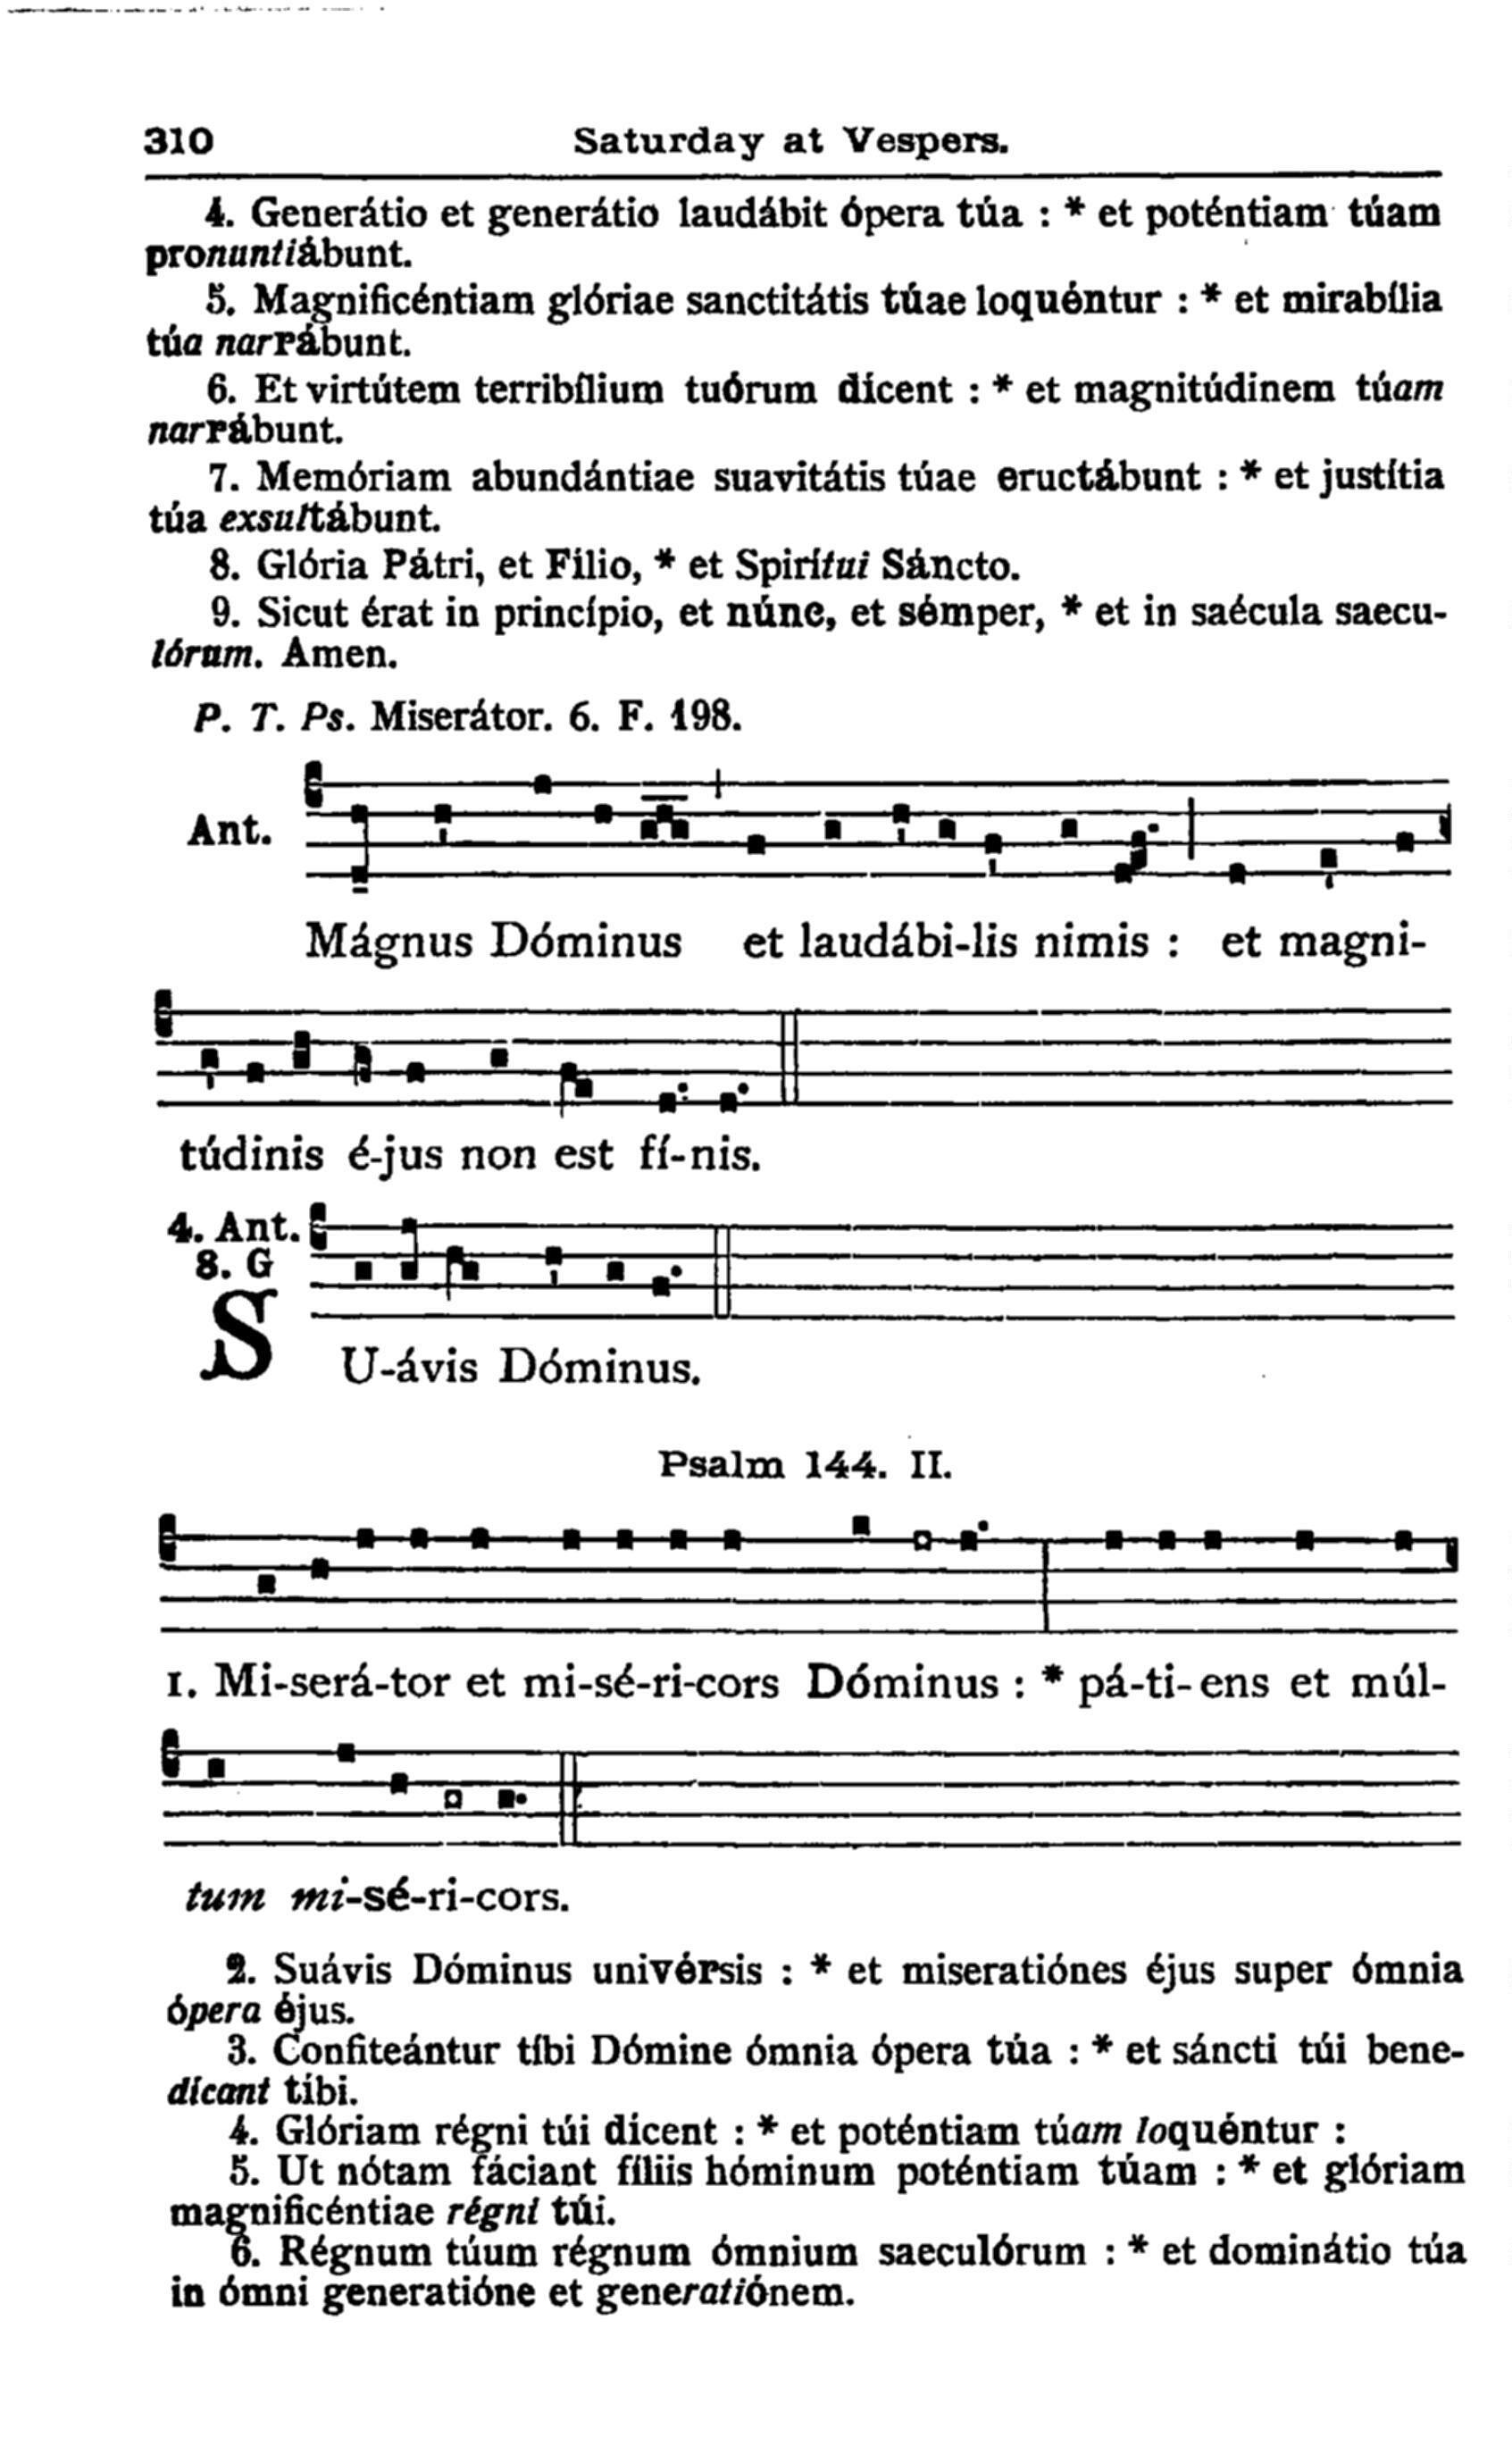 310 Saturday at Vespers.
4. Generátio et generátio laudábit ópera túa : * et poténtiam túam
pronuntiábunt.
5. Magnificéntiam glóriae sanctitátis túae loquéntur : * et mirabília
túa narrábunt.
6. Et virtútem terribílium tuórum dícent : * et magnitúdinem túam
narrábunt.
7. Memóriam abundántiae suavitátis túae eructábunt : * et justítia
túa exsultábunt.
8. Glória Pátri, et Fílio, * et Spirítui Sáncto.
9. Sicut érat in princípio, et núnc, et sémper, * et in saécula saecu-
lórum. Amen.
P. T. Ps. Miserátor. 6. F. 198.
Ant.
Mágnus Dóminus et laudábi-lis nimis : et magni-
túdinis é-jus non est fí-nis.
4. Ant.
8. G
SU-ávis Dóminus.
Psalm 144. II.
1. Mi-será-tor et mi-sé-ri-cors Dóminus : * pá-ti-ens et múl-
tum mi-sé-ri-cors.
2. Suávis Dóminus univérsis : * et miseratiónes éjus super ómnia
ópera éjus.
3. Confiteántur tíbi Dómine ómnia ópera túa : * et sáncti túi bene-
dícant tíbi.
4. Glóriam régni túi dícent : * et poténtiam túam loquéntur :
5. Ut nótam fáciant fíliis hóminum poténtiam túam : * et glóriam
magnificéntiae régni túi.
6. Régnum túum régnum ómnium saeculórum : * et dominátio túa
in ómni generatióne et generatiónem.